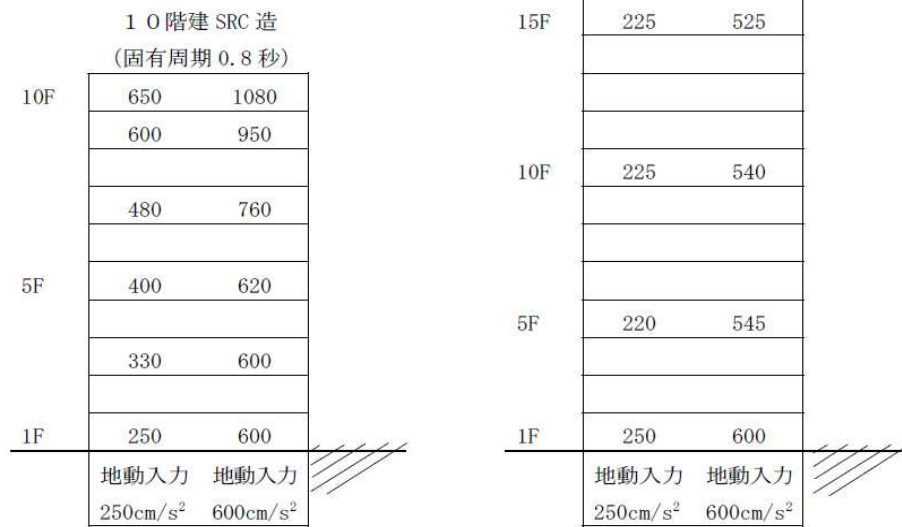 １０階建 SRC 造
(固有周期 0.8 秒)
10F 650 1080
600 950
480 760
5F 400 620
330 600
1F 250 600
地動入力 地動入力
250cm/s² 600cm/s²
15F 225 525
10F 225 540
5F 220 545
1F 250 600
地動入力 地動入力
250cm/s² 600cm/s²